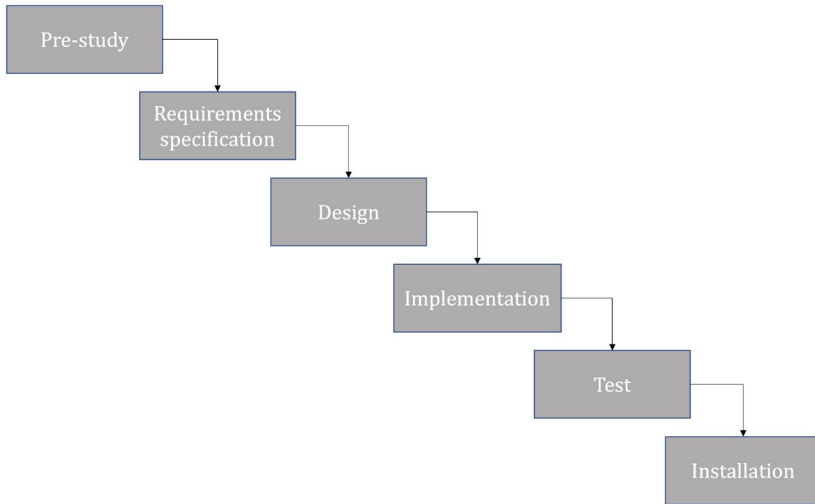 Pre-study
Requirements
specification
Design
Implementation
Test
Installation